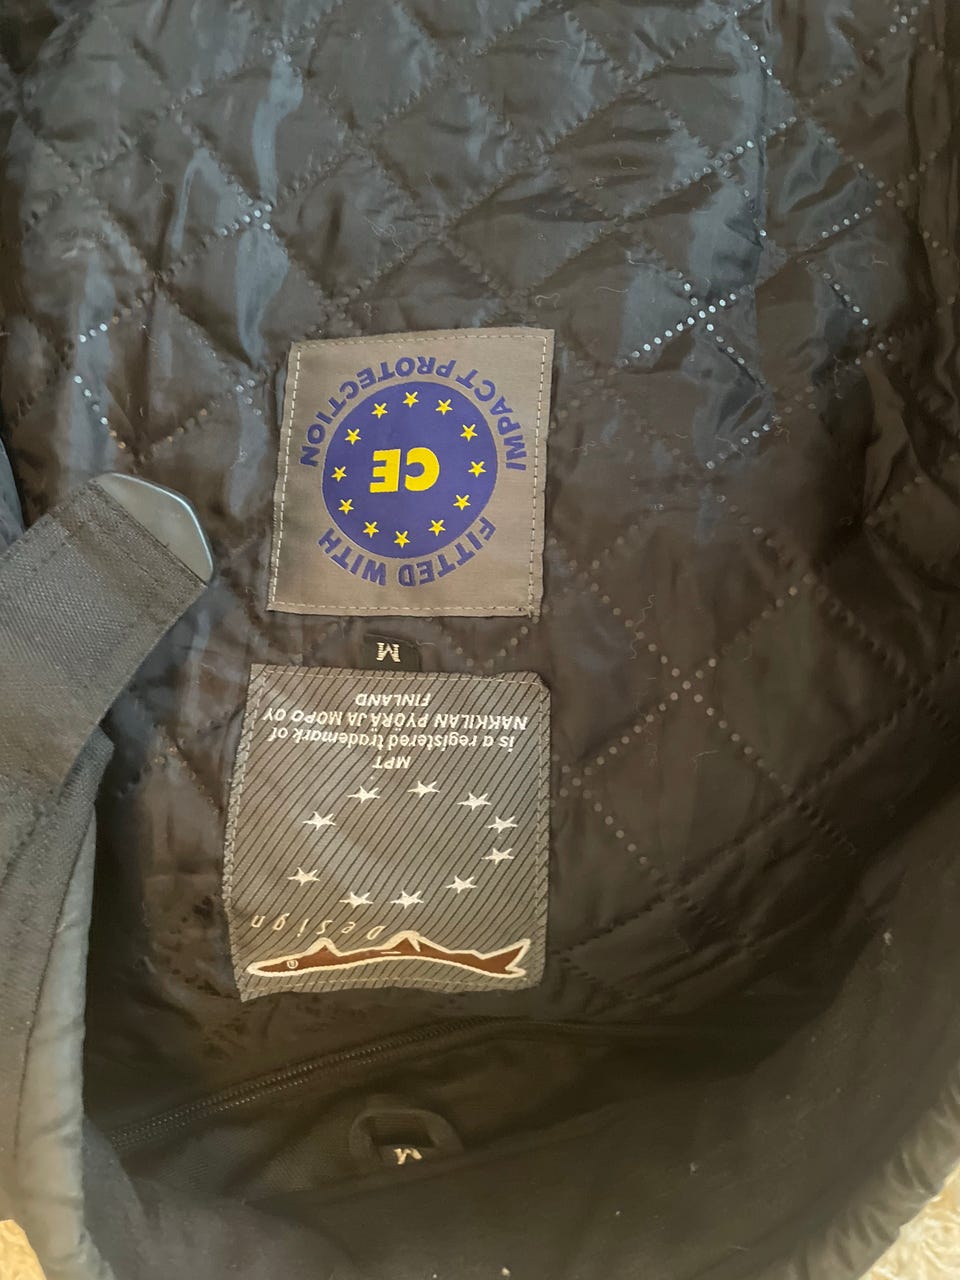 M
Design
MPT
is a registered trademark of
NAKKILAN PYÖRÄ JA MOPO OY
FINLAND
M
FITTED WITH
IMPACT PROTECTION
CE